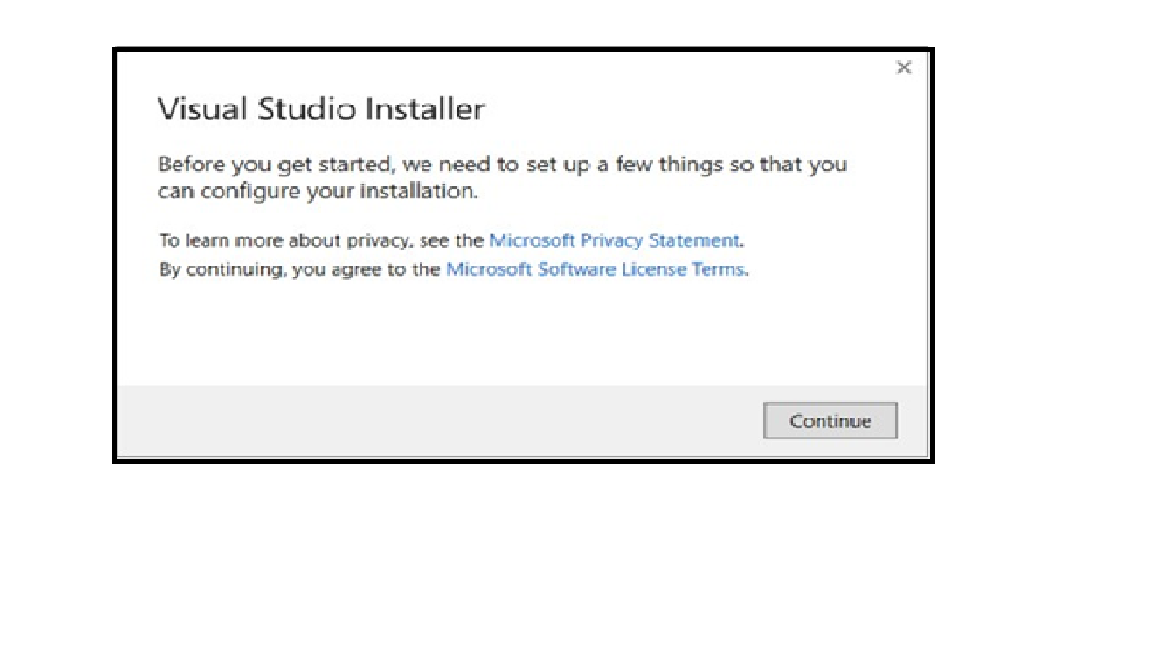 Visual Studio Installer
Before you get started, we need to set up a few things so that you
can configure your installation.
To learn more about privacy, see the Microsoft Privacy Statement.
By continuing, you agree to the Microsoft Software License Terms.
Continue